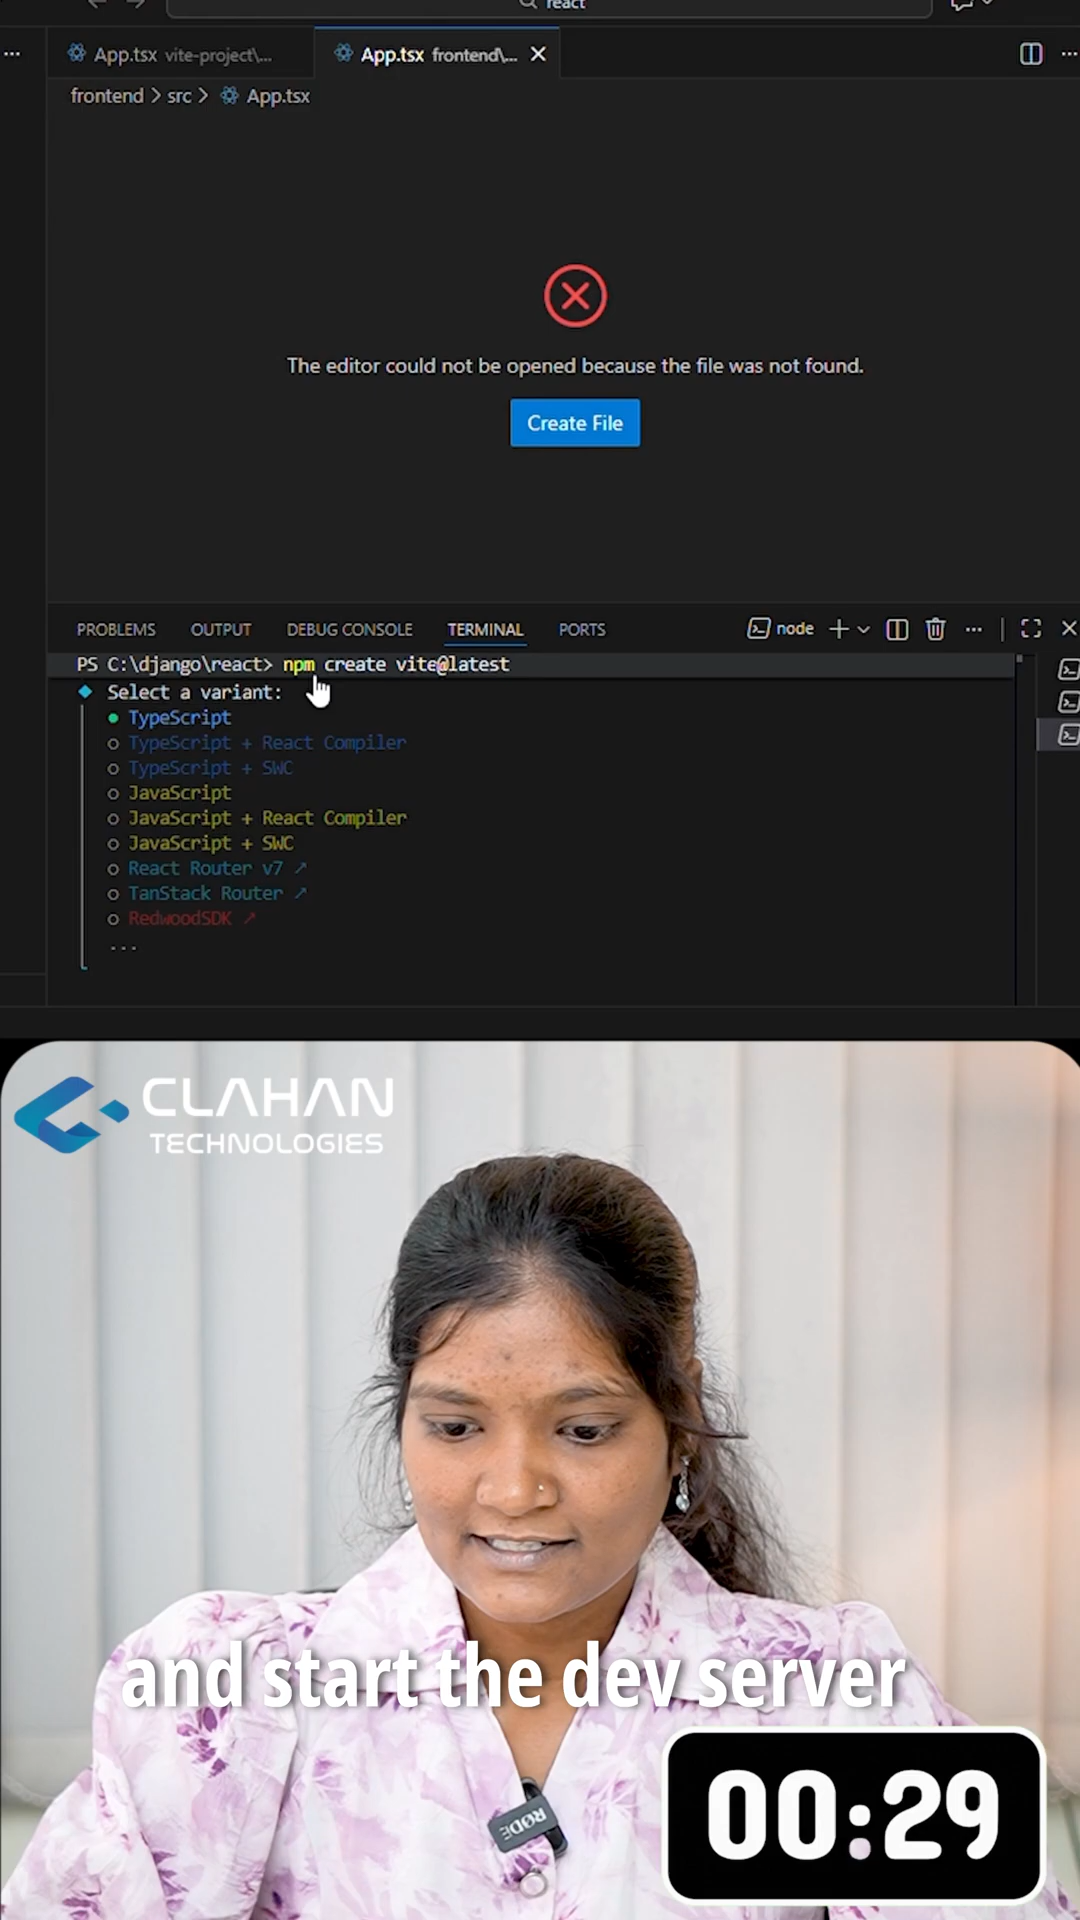 react
App.tsx vite-project\...
App.tsx frontend\...
frontend > src > App.tsx
The editor could not be opened because the file was not found.
Create File
PROBLEMS OUTPUT DEBUG CONSOLE TERMINAL PORTS node
PS C:\django\react> npm create vite@latest
Select a variant:
TypeScript
TypeScript + React Compiler
TypeScript + SWC
JavaScript
JavaScript + React Compiler
JavaScript + SWC
React Router v7 ↗
TanStack Router ↗
RedwoodSDK ↗
...
CLAHAN
TECHNOLOGIES
and start the dev server
RØDE
00:29